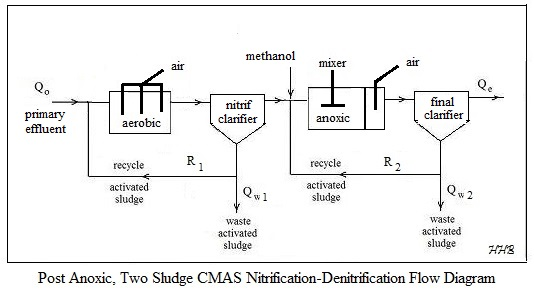 methanol
air
mixer
air
Qo
Qe
primary
effluent
aerobic
nitrif
clarifier
anoxic
final
clarifier
recycle
R1
activated
sludge
Qw1
recycle
R2
activated
sludge
Qw2
waste
activated
sludge
waste
activated
sludge
HHB
Post Anoxic, Two Sludge CMAS Nitrification-Denitrification Flow Diagram